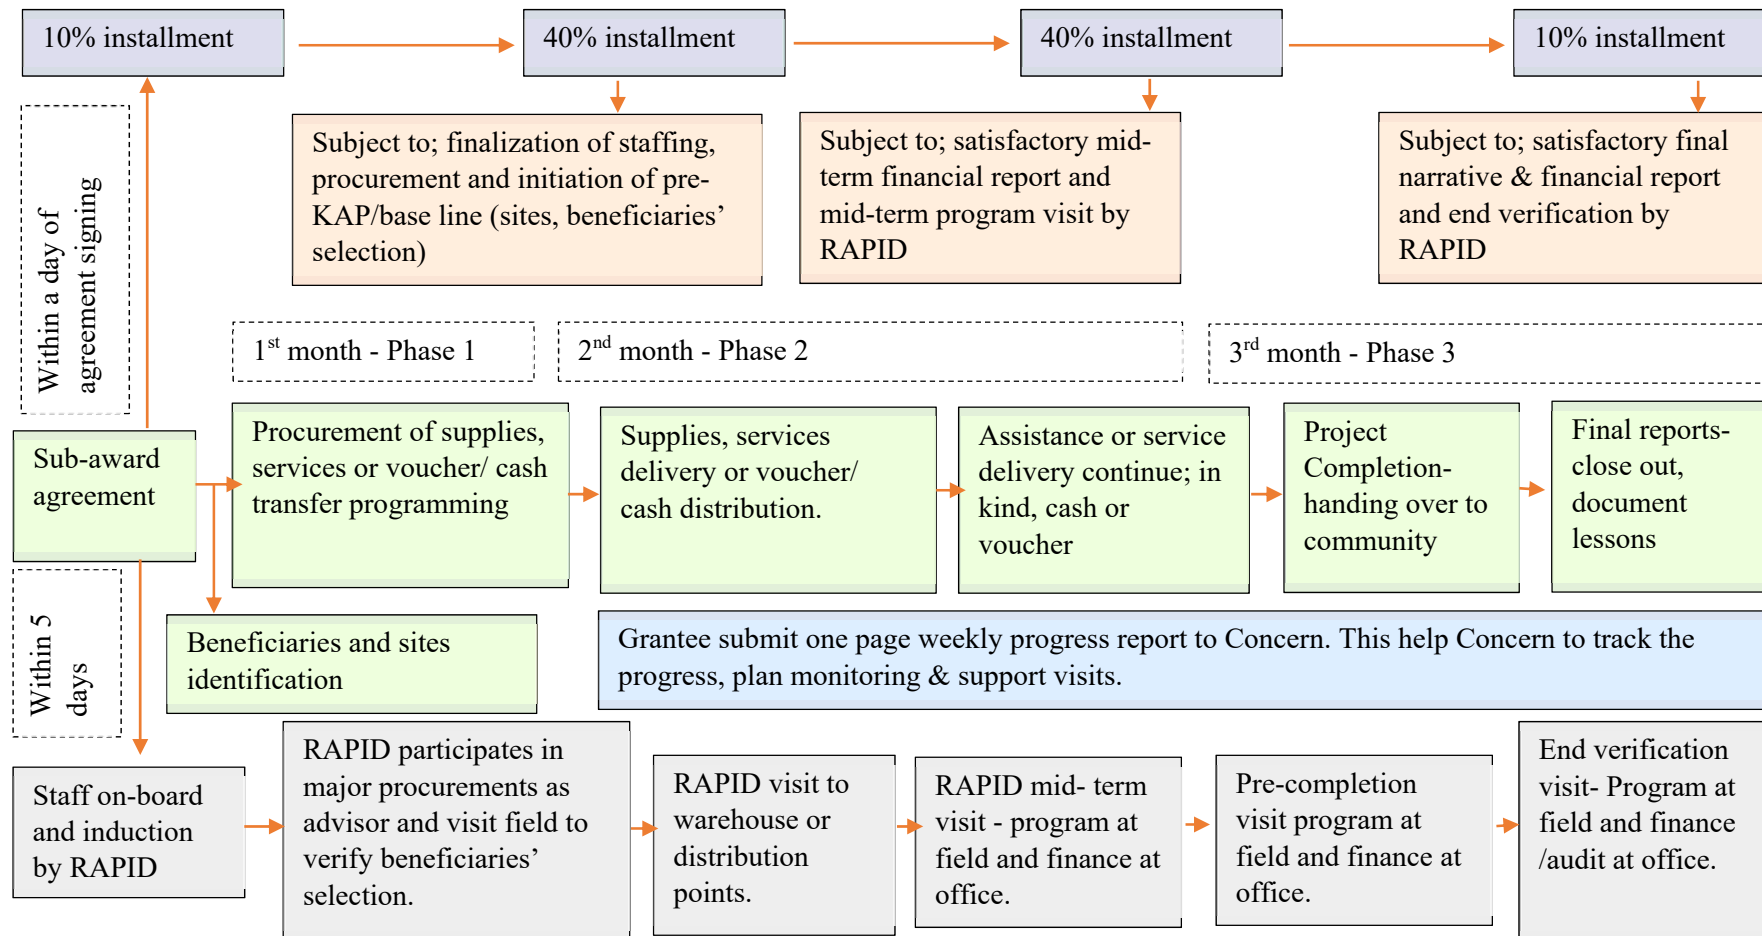 10% installment
40% installment
40% installment
10% installment
Within a day of
agreement signing
Subject to; finalization of staffing,
procurement and initiation of pre-
KAP/base line (sites, beneficiaries’
selection)
Subject to; satisfactory mid-
term financial report and
mid-term program visit by
RAPID
Subject to; satisfactory final
narrative & financial report
and end verification by
RAPID
1st month - Phase 1
2nd month - Phase 2
3rd month - Phase 3
Sub-award
agreement
Procurement of supplies,
services or voucher/ cash
transfer programming
Supplies, services
delivery or voucher/
cash distribution.
Assistance or service
delivery continue; in
kind, cash or
voucher
Project
Completion-
handing over to
community
Final reports-
close out,
document
lessons
Within 5
days
Beneficiaries and sites
identification
Grantee submit one page weekly progress report to Concern. This help Concern to track the
progress, plan monitoring & support visits.
Staff on-board
and induction
by RAPID
RAPID participates in
major procurements as
advisor and visit field to
verify beneficiaries’
selection.
RAPID visit to
warehouse or
distribution
points.
RAPID mid- term
visit - program at
field and finance at
office.
Pre-completion
visit program at
field and finance at
office.
End verification
visit- Program at
field and finance
/audit at office.